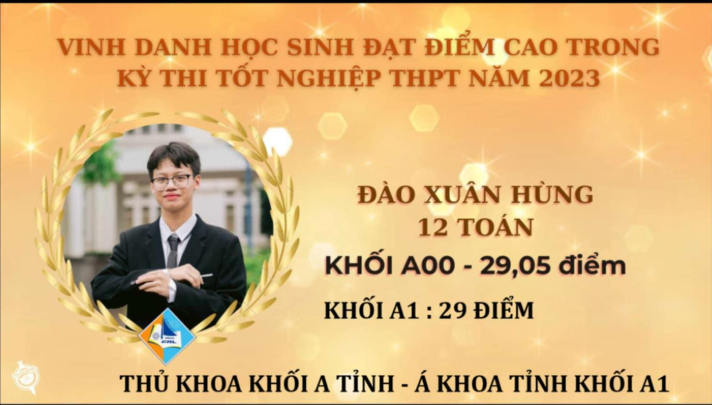 VINH DANH HỌC SINH ĐẠT ĐIỂM CAO TRONG
KỲ THI TỐT NGHIỆP THPT NĂM 2023
ĐÀO XUÂN HÙNG
12 TOÁN
KHỐI A00 - 29,05 điểm
KHỐI A1 : 29 ĐIỂM
THỦ KHOA KHỐI A TỈNH - Á KHOA TỈNH KHỐI A1